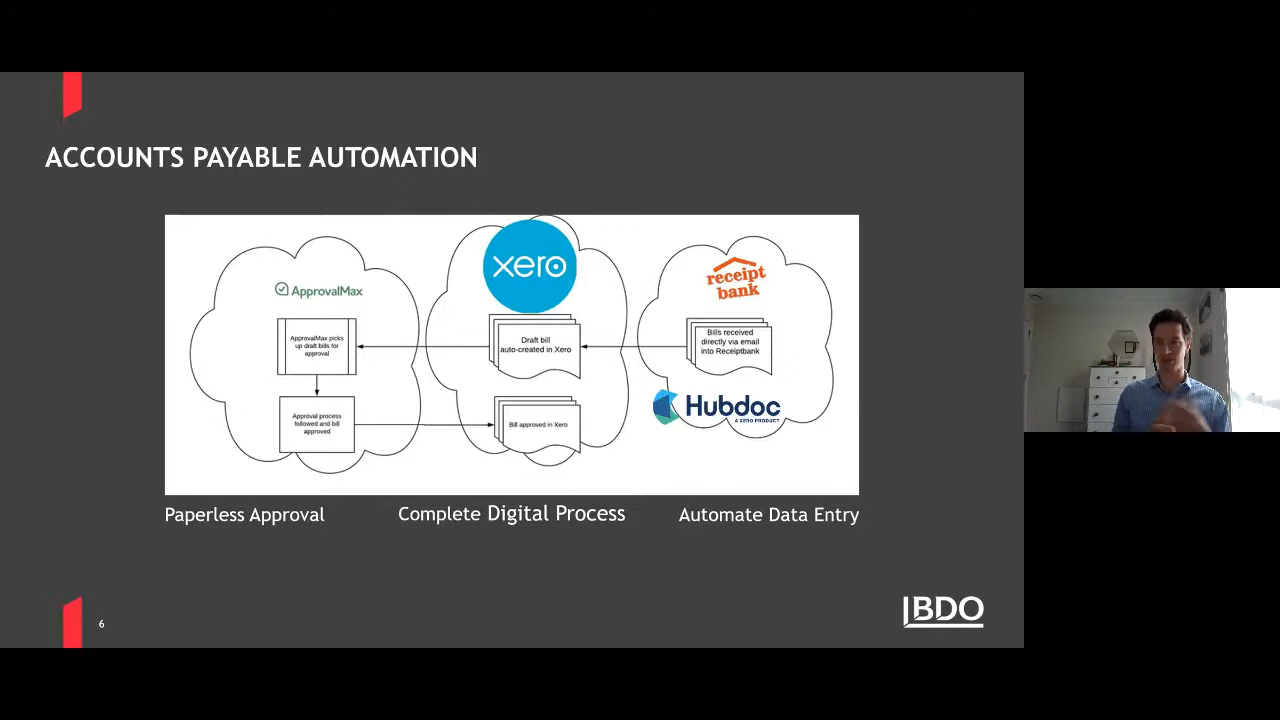 ACCOUNTS PAYABLE AUTOMATION
ApprovalMax
ApprovalMax picks
up draft bills for
approval
Approval process
followed and bill
approved
xero
Draft bill
auto-created in Xero
Bill approved in Xero
receipt
bank
Bills received
directly via email
into Receiptbank
Hubdoc
A XERO PRODUCT
Paperless Approval
Complete Digital Process
Automate Data Entry
6
BDO